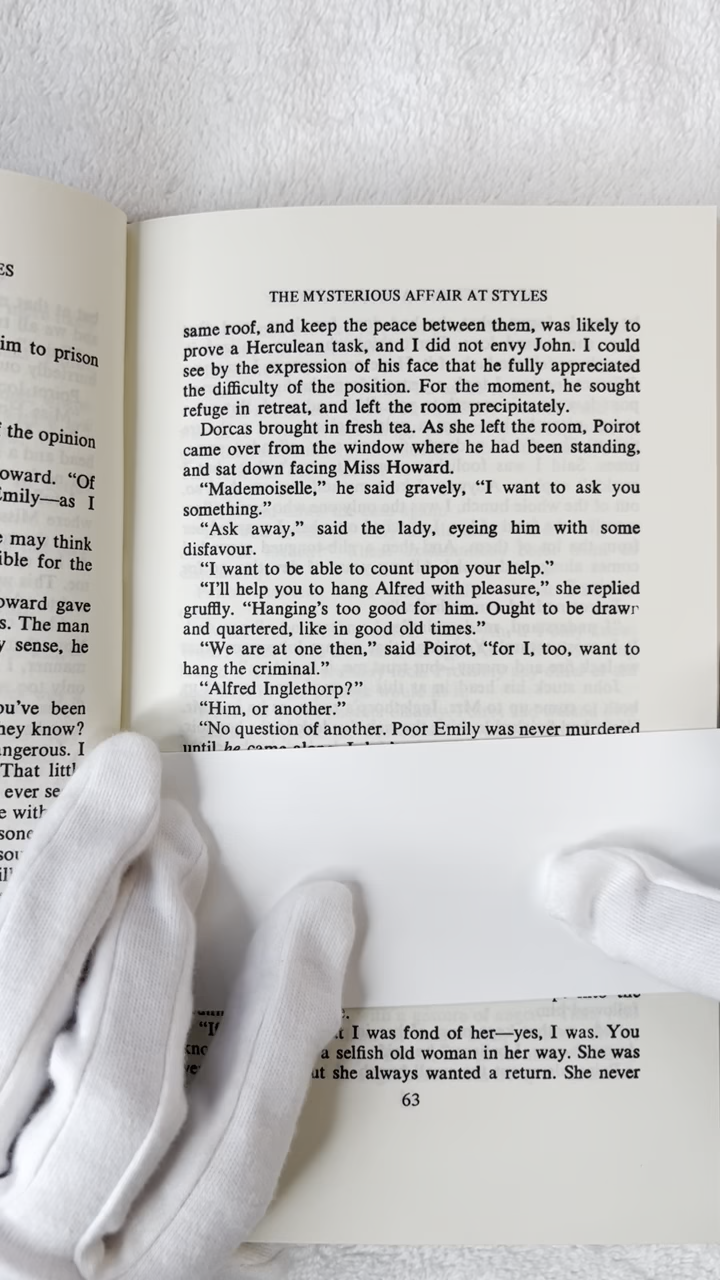 ES
im to prison
the opinion
oward. "Of
Emily—as I
may think
ible for the
oward gave
s. The man
sense, he
ou've been
hey know?
angerous. I
That
ever
THE MYSTERIOUS AFFAIR AT STYLES
same roof, and keep the peace between them, was likely to
prove a Herculean task, and I did not envy John. I could
see by the expression of his face that he fully appreciated
the difficulty of the position. For the moment, he sought
refuge in retreat, and left the room precipitately.
Dorcas brought in fresh tea. As she left the room, Poirot
came over from the window where he had been standing,
and sat down facing Miss Howard.
“Mademoiselle,” he said gravely, “I want to ask you
something.”
“Ask away,” said the lady, eyeing him with some
disfavour.
“I want to be able to count upon your help.”
“I’ll help you to hang Alfred with pleasure,” she replied
gruffly. “Hanging’s too good for him. Ought to be drawn
and quartered, like in good old times.”
“We are at one then,” said Poirot, “for I, too, want to
hang the criminal.”
“Alfred Inglethorp?”
“Him, or another.”
“No question of another. Poor Emily was never murdered
until he came
I was fond of her—yes, I was. You
a selfish old woman in her way. She was
she always wanted a return. She never
63